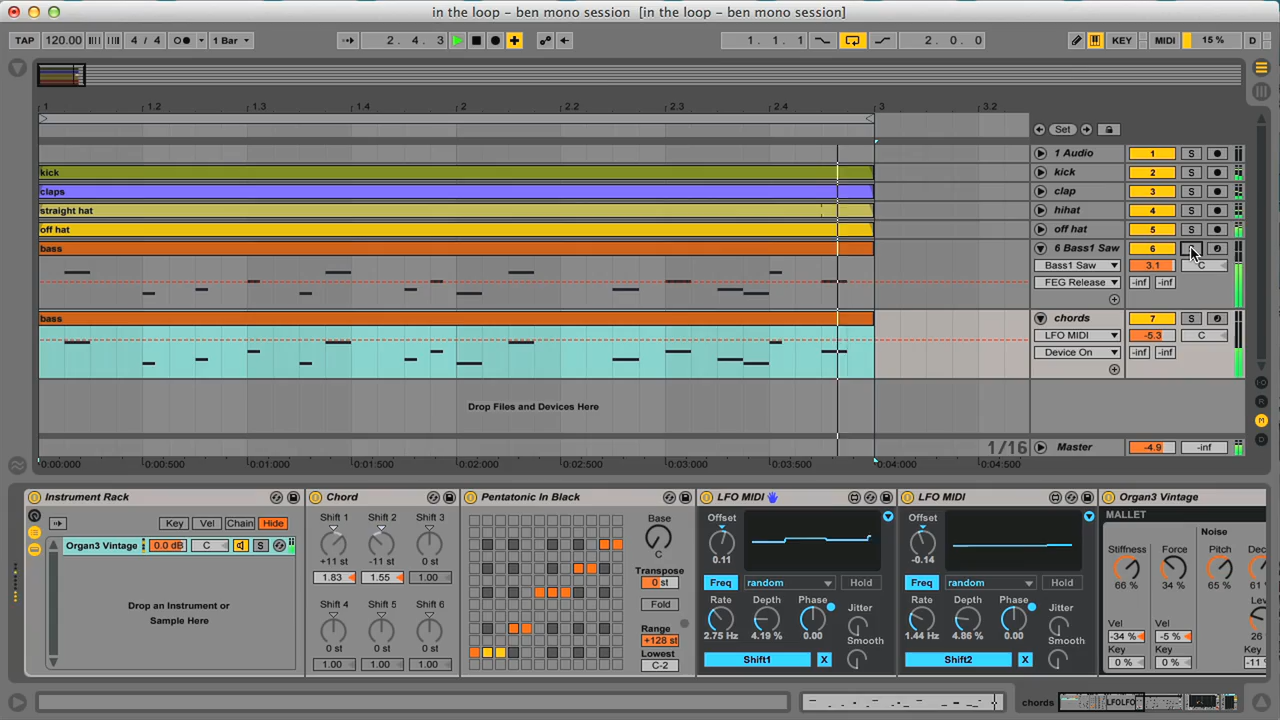 in the loop – ben mono session [in the loop – ben mono session]
TAP 120.00 4 / 4 1 Bar 2. 4. 3 1. 1. 1 2. 0. 0 KEY MIDI 15 % D
1 1.2 1.3 1.4 2 2.2 2.3 2.4 3 3.2
Set
1 Audio 1 S
kick kick 2 S
claps clap 3 S
straight hat hihat 4 S
off hat off hat 5 S
bass 6 Bass1 Saw 6 S
Bass1 Saw 3.1 C
FEG Release -inf -inf
bass chords 7 S
LFO MIDI -5.3 C
Device On -inf -inf
Drop Files and Devices Here
1/16 Master -4.9 -inf
0:00:000 0:00:500 0:01:000 0:01:500 0:02:000 0:02:500 0:03:000 0:03:500 0:04:000 0:04:500
Instrument Rack
Key Vel Chain Hide
Organ3 Vintage 0.0 dB C S
Drop an Instrument or
Sample Here
Chord
Shift 1 Shift 2 Shift 3
+11 st -11 st 0 st
1.83 1.55 1.00
Shift 4 Shift 5 Shift 6
0 st 0 st 0 st
1.00 1.00 1.00
Pentatonic In Black
Base
C
Transpose
0 st
Fold
Range
+128 st
Lowest
C-2
LFO MIDI
Offset
0.11
Freq random Hold
Rate Depth Phase Jitter
2.75 Hz 4.19 % 0.00 Smooth
Shift1 X
LFO MIDI
Offset
-0.14
Freq random Hold
Rate Depth Phase Jitter
1.44 Hz 4.86 % 0.00 Smooth
Shift2 X
Organ3 Vintage
MALLET
Noise
Stiffness Force Pitch
66 % 34 % 65 %
Vel Vel
-34 % -5 %
Key Key
0 % 0 %
chords LFO LFO